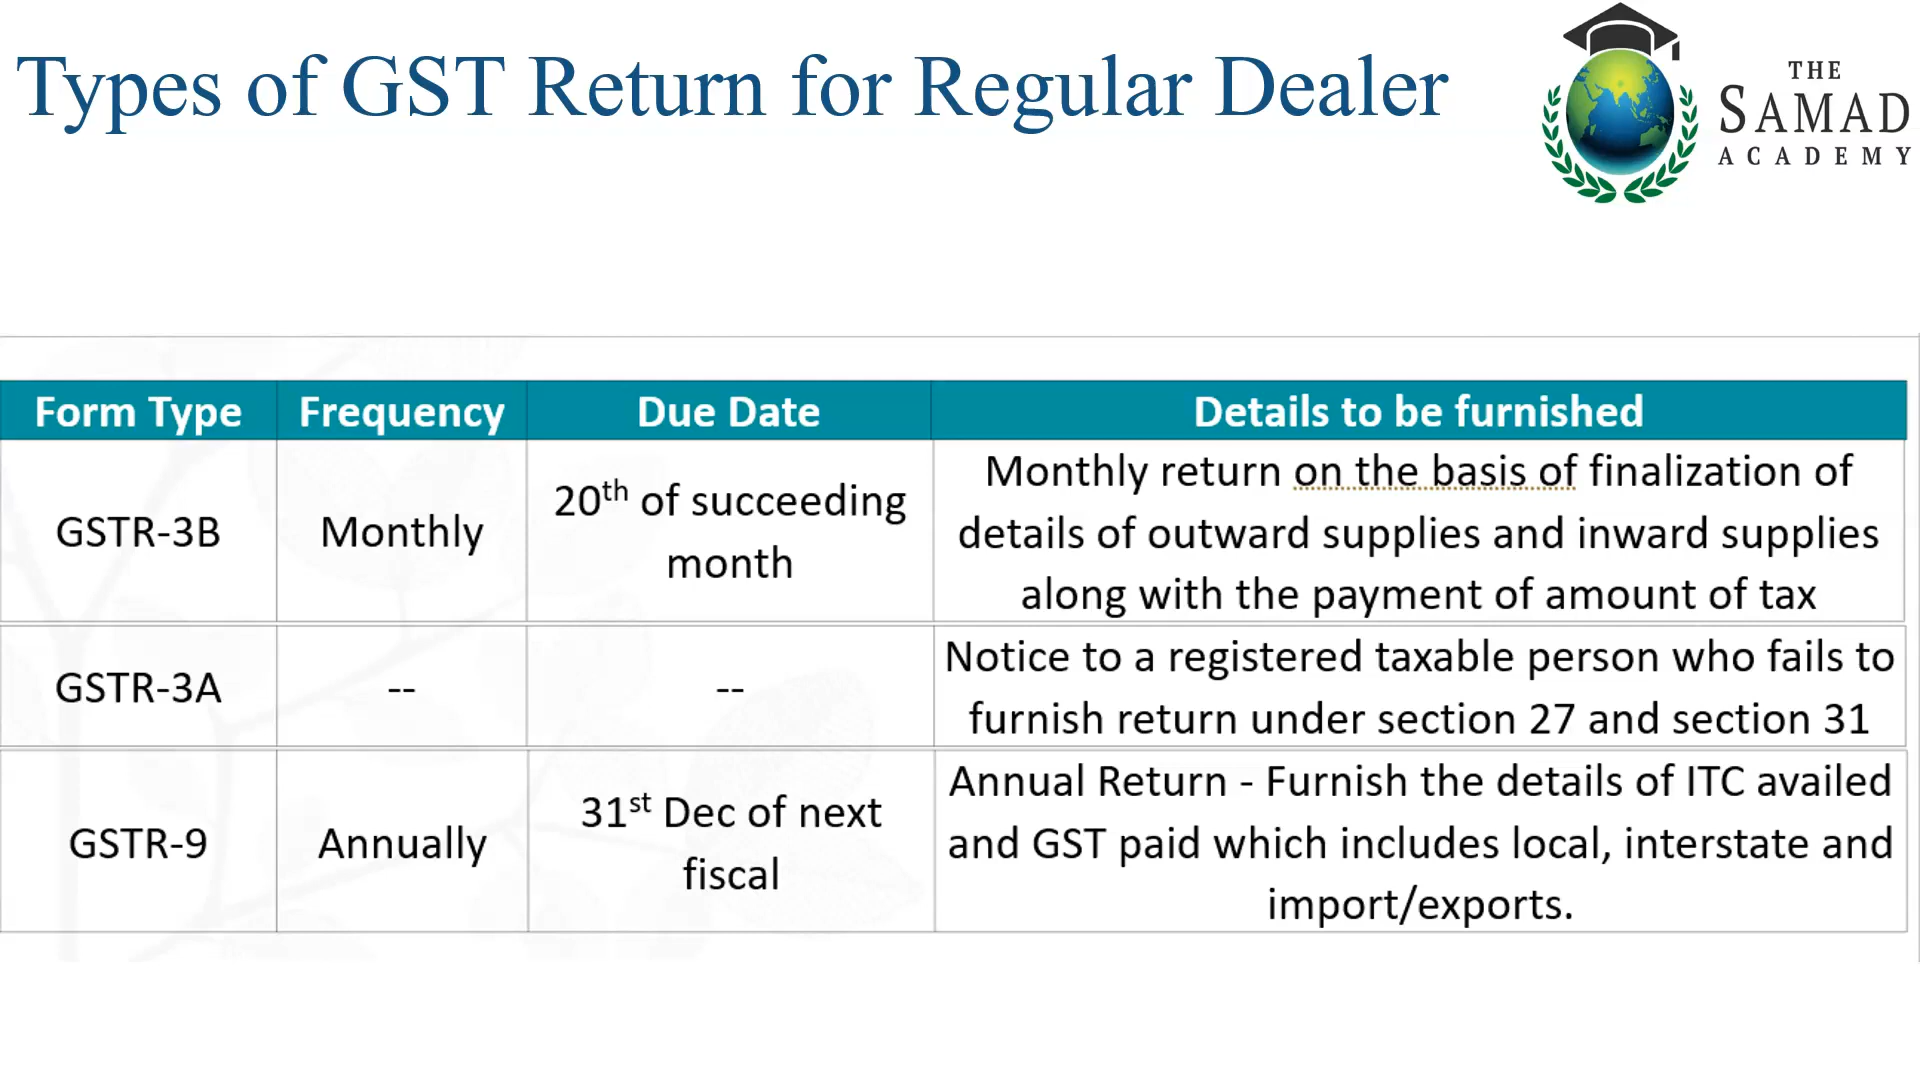 Types of GST Return for Regular Dealer
THE
SAMAD
ACADEMY
Form Type Frequency Due Date Details to be furnished
GSTR-3B Monthly 20th of succeeding month
Monthly return on the basis of finalization of
details of outward supplies and inward supplies
along with the payment of amount of tax
GSTR-3A -- --
Notice to a registered taxable person who fails to
furnish return under section 27 and section 31
GSTR-9 Annually 31st Dec of next fiscal
Annual Return - Furnish the details of ITC availed
and GST paid which includes local, interstate and
import/exports.